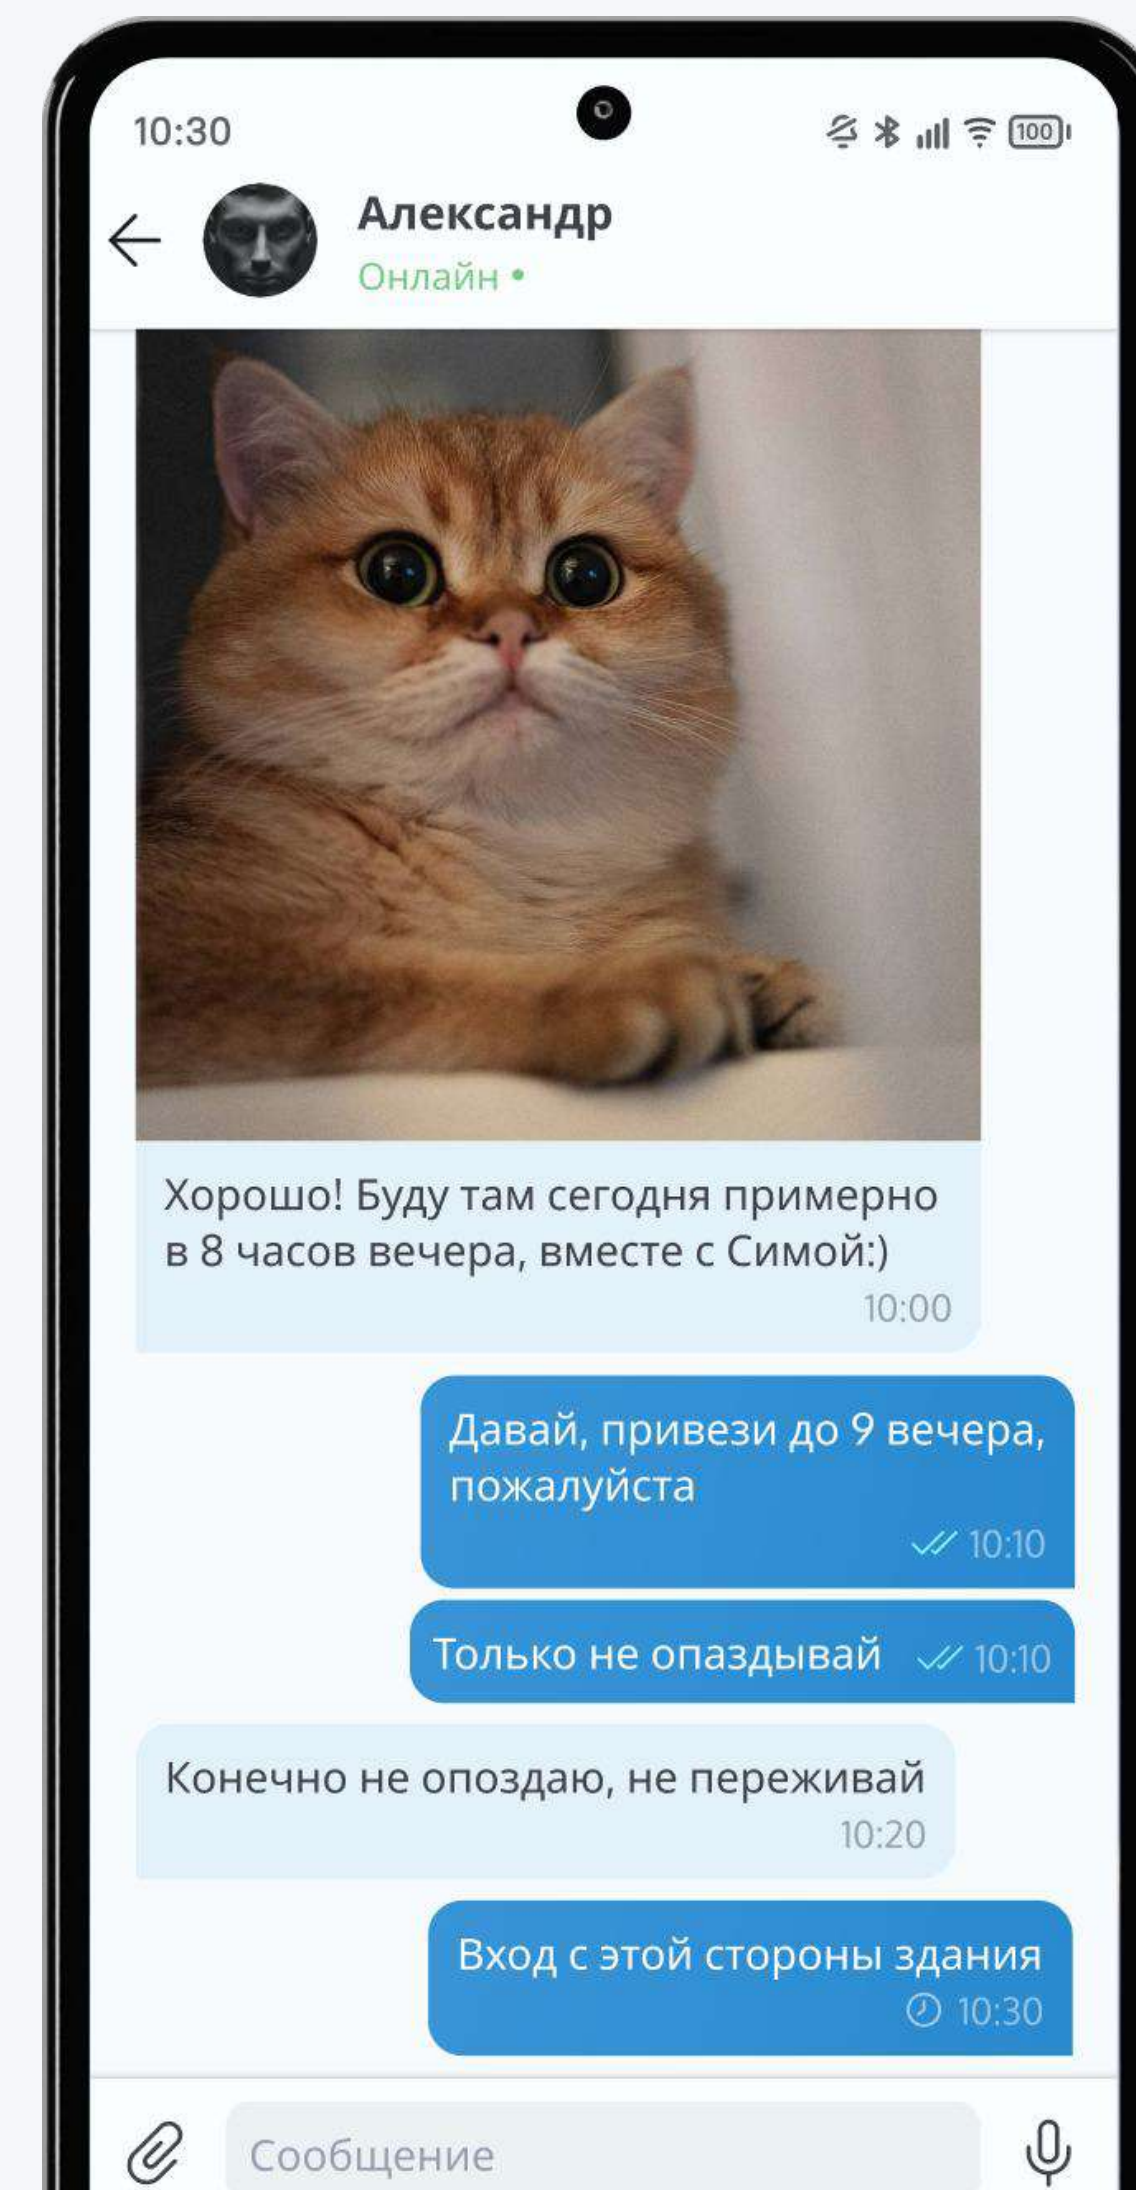 10:30
100
Александр
Онлайн •
Хорошо! Буду там сегодня примерно
в 8 часов вечера, вместе с Симой:)
10:00
Давай, привези до 9 вечера,
пожалуйста
10:10
Только не опаздывай 10:10
Конечно не опоздаю, не переживай
10:20
Вход с этой стороны здания
10:30
Сообщение